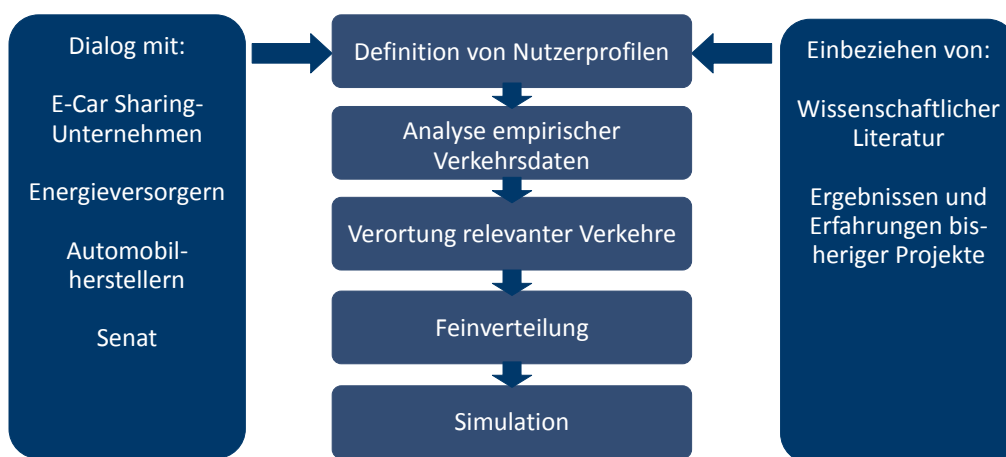 Dialog mit:
E-Car Sharing-
Unternehmen
Energieversorgern
Automobil-
herstellern
Senat
Definition von Nutzerprofilen
Analyse empirischer
Verkehrsdaten
Verortung relevanter Verkehre
Feinverteilung
Simulation
Einbeziehen von:
Wissenschaftlicher
Literatur
Ergebnissen und
Erfahrungen bis-
heriger Projekte